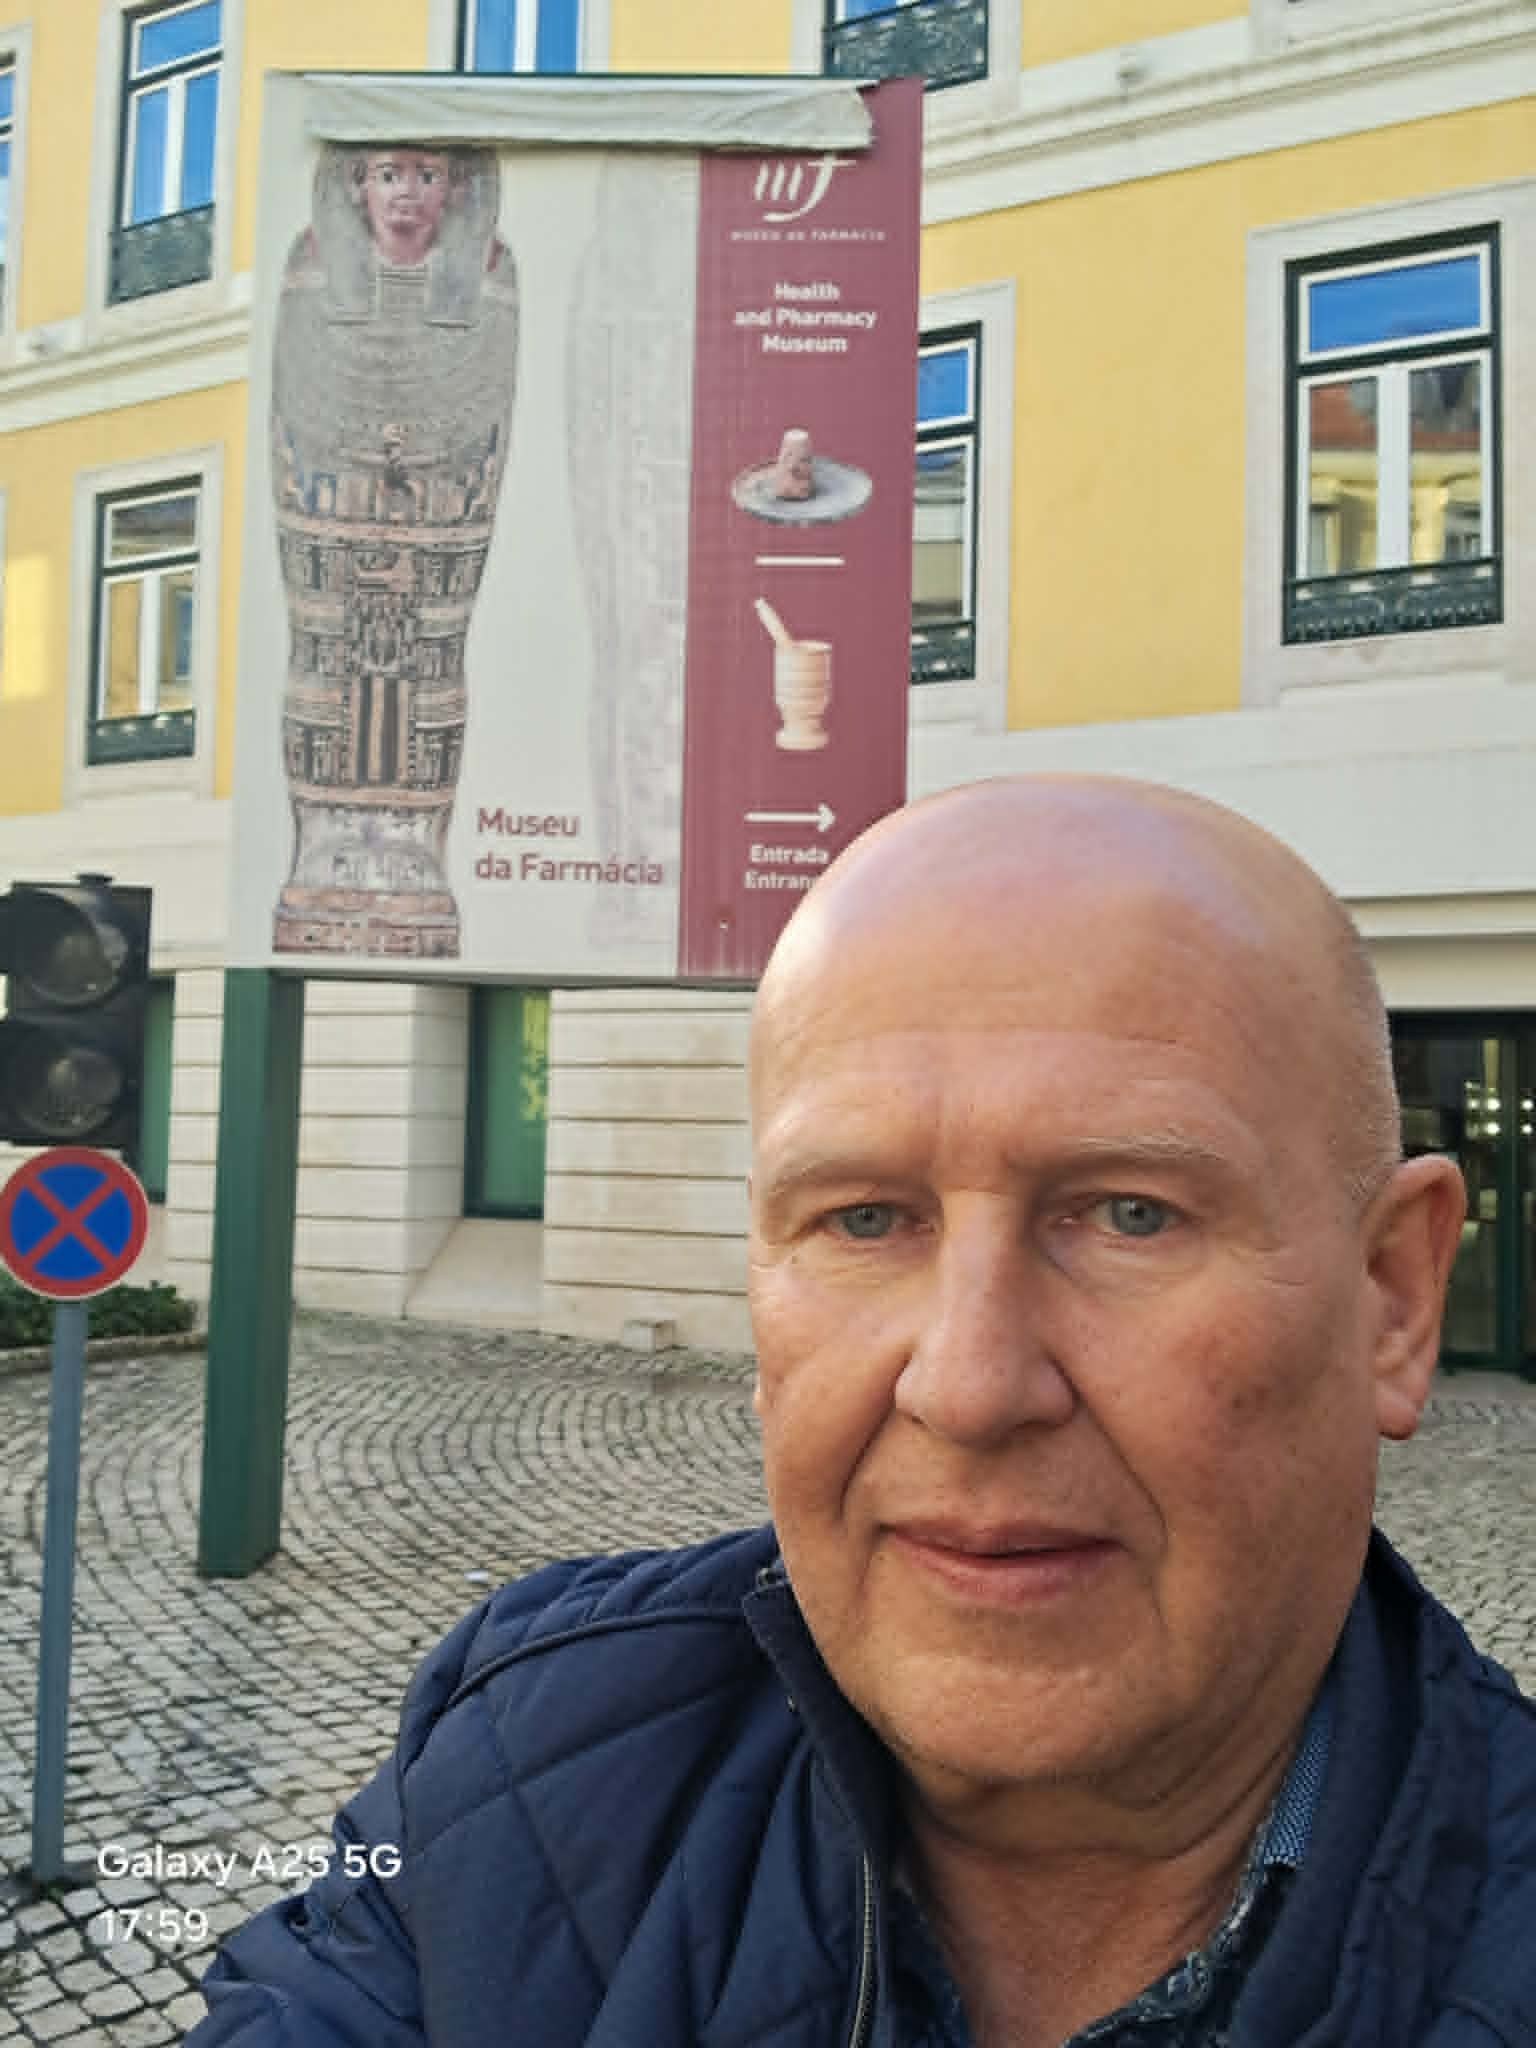 mf
MUSEU da FARMÁCIA
Health
and Pharmacy
Museum
Museu
da Farmácia
Entrada
Galaxy A25 5G
17:59